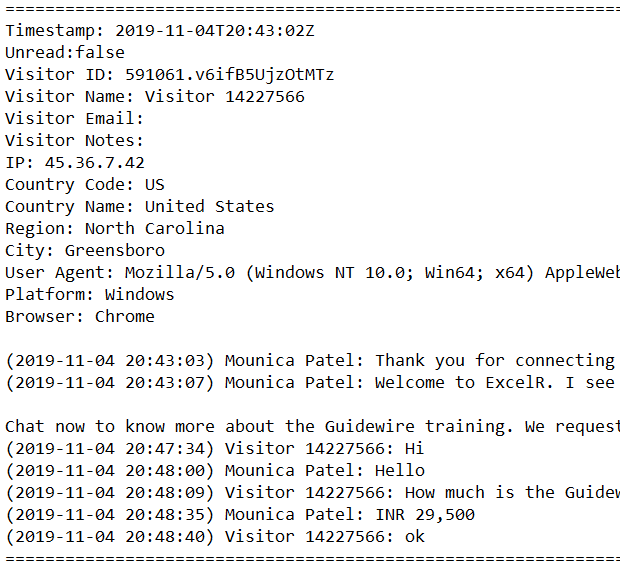 ================================================================
Timestamp: 2019-11-04T20:43:02Z
Unread:false
Visitor ID: 591061.v6ifB5UjzOtMTz
Visitor Name: Visitor 14227566
Visitor Email:
Visitor Notes:
IP: 45.36.7.42
Country Code: US
Country Name: United States
Region: North Carolina
City: Greensboro
User Agent: Mozilla/5.0 (Windows NT 10.0; Win64; x64) AppleWeb
Platform: Windows
Browser: Chrome
(2019-11-04 20:43:03) Mounica Patel: Thank you for connecting
(2019-11-04 20:43:07) Mounica Patel: Welcome to ExcelR. I see
Chat now to know more about the Guidewire training. We request
(2019-11-04 20:47:34) Visitor 14227566: Hi
(2019-11-04 20:48:00) Mounica Patel: Hello
(2019-11-04 20:48:09) Visitor 14227566: How much is the Guidew
(2019-11-04 20:48:35) Mounica Patel: INR 29,500
(2019-11-04 20:48:40) Visitor 14227566: ok
================================================================